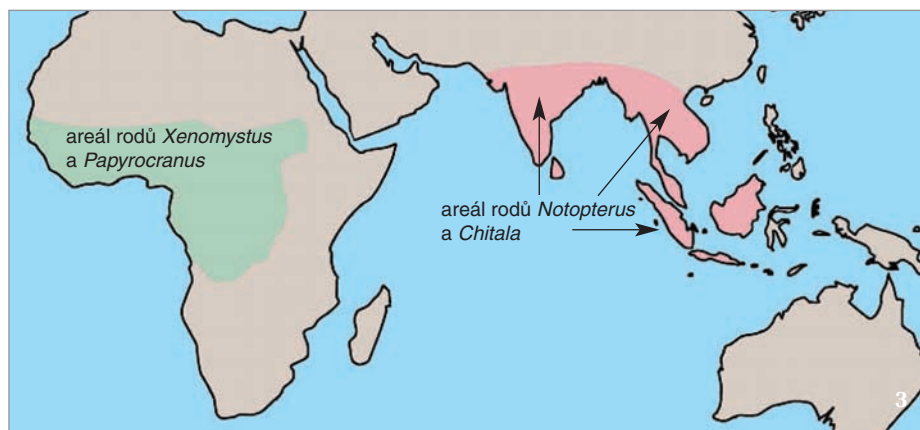 areál rodů Xenomystus
a Papyrocranus
areál rodů Notopterus
a Chitala
3